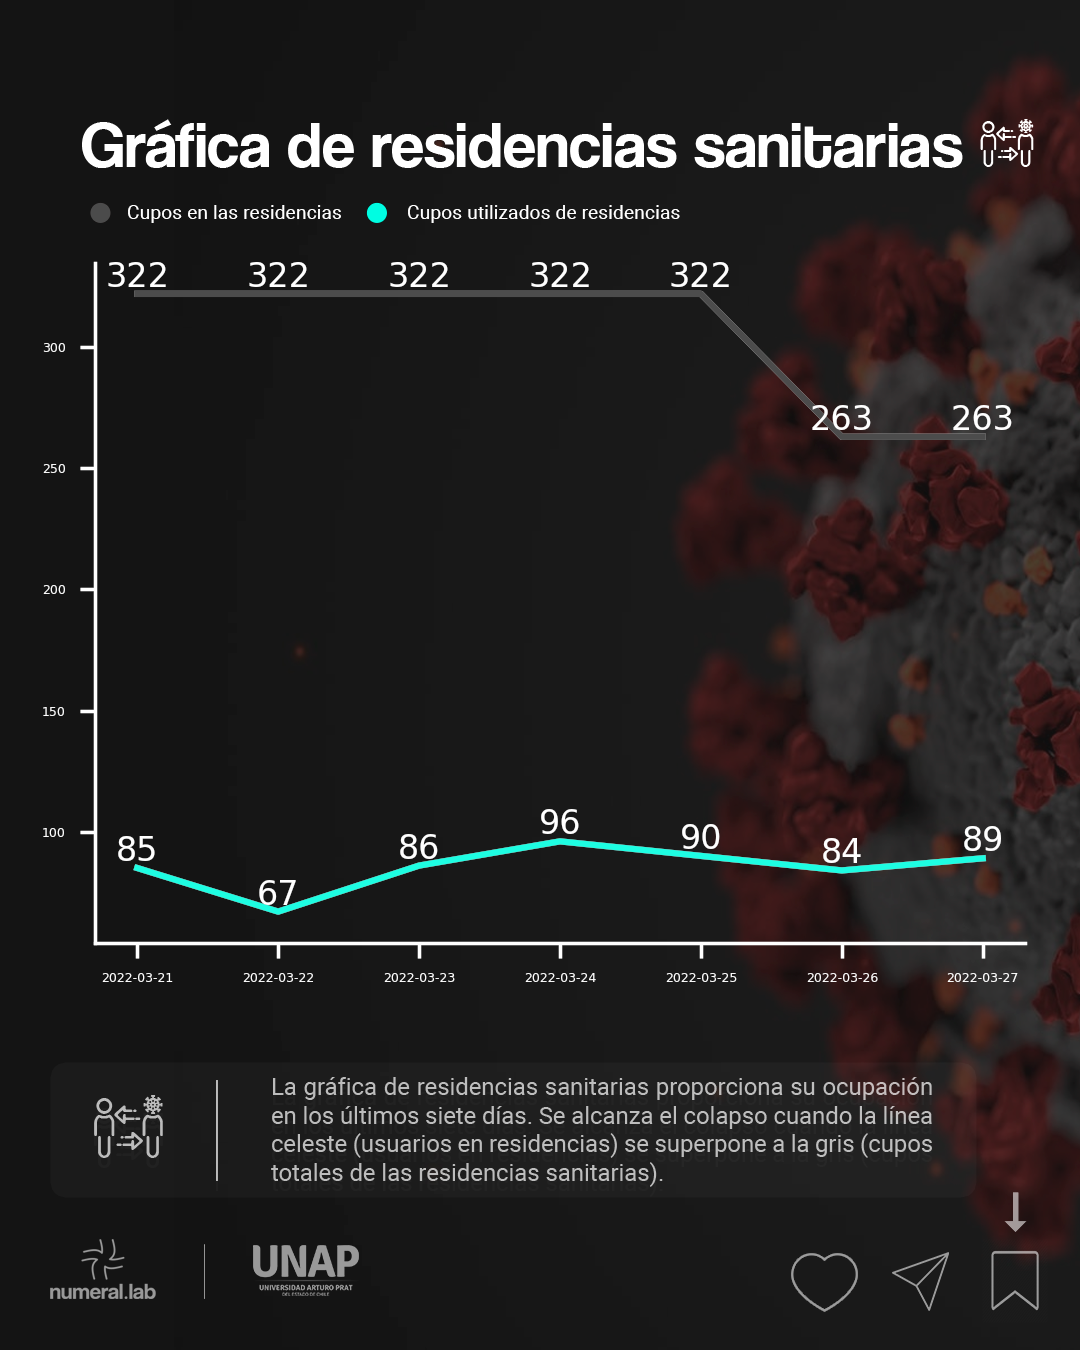 Gráfica de residencias sanitarias
Cupos en las residencias Cupos utilizados de residencias
322 322 322 322 322
300
263 263
250
200
150
100
85 67 86 96 90 84 89
2022-03-21 2022-03-22 2022-03-23 2022-03-24 2022-03-25 2022-03-26 2022-03-27
La gráfica de residencias sanitarias proporciona su ocupación
en los últimos siete días. Se alcanza el colapso cuando la línea
celeste (usuarios en residencias) se superpone a la gris (cupos
totales de las residencias sanitarias).
numeral.lab
UNAP
UNIVERSIDAD ARTURO PRAT
DEL ESTADO DE CHILE